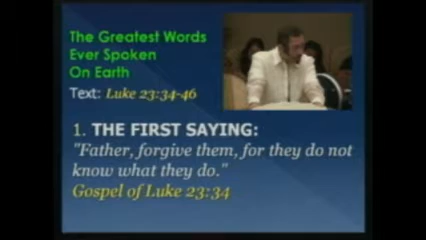 The Greatest Words
Ever Spoken
On Earth
Text: Luke 23:34-46
1. THE FIRST SAYING:
"Father, forgive them, for they do not
know what they do."
Gospel of Luke 23:34